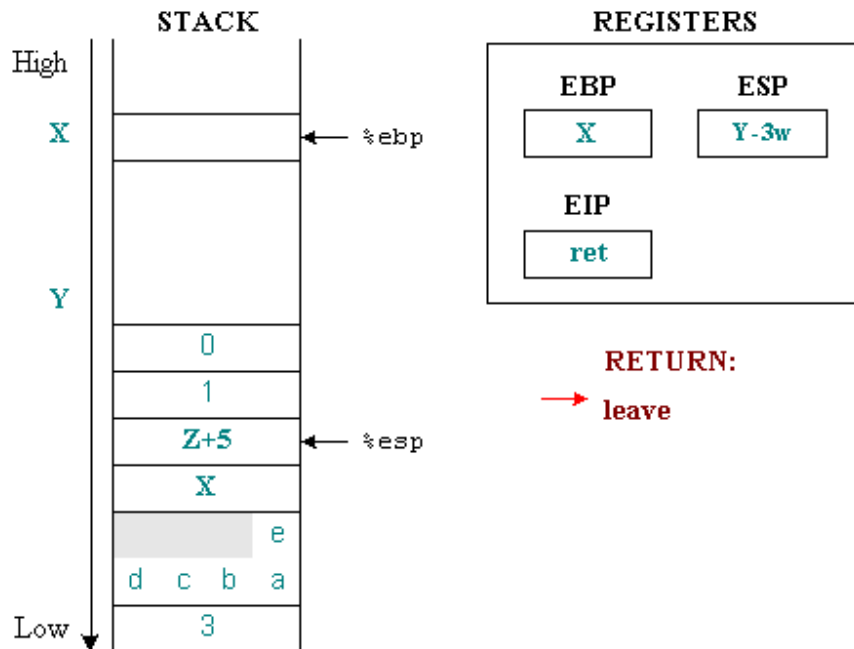 STACK
High
X
%ebp
Y
0
1
Z+5
%esp
X
e
d c b a
Low
3
REGISTERS
EBP ESP
X Y-3w
EIP
ret
RETURN:
leave